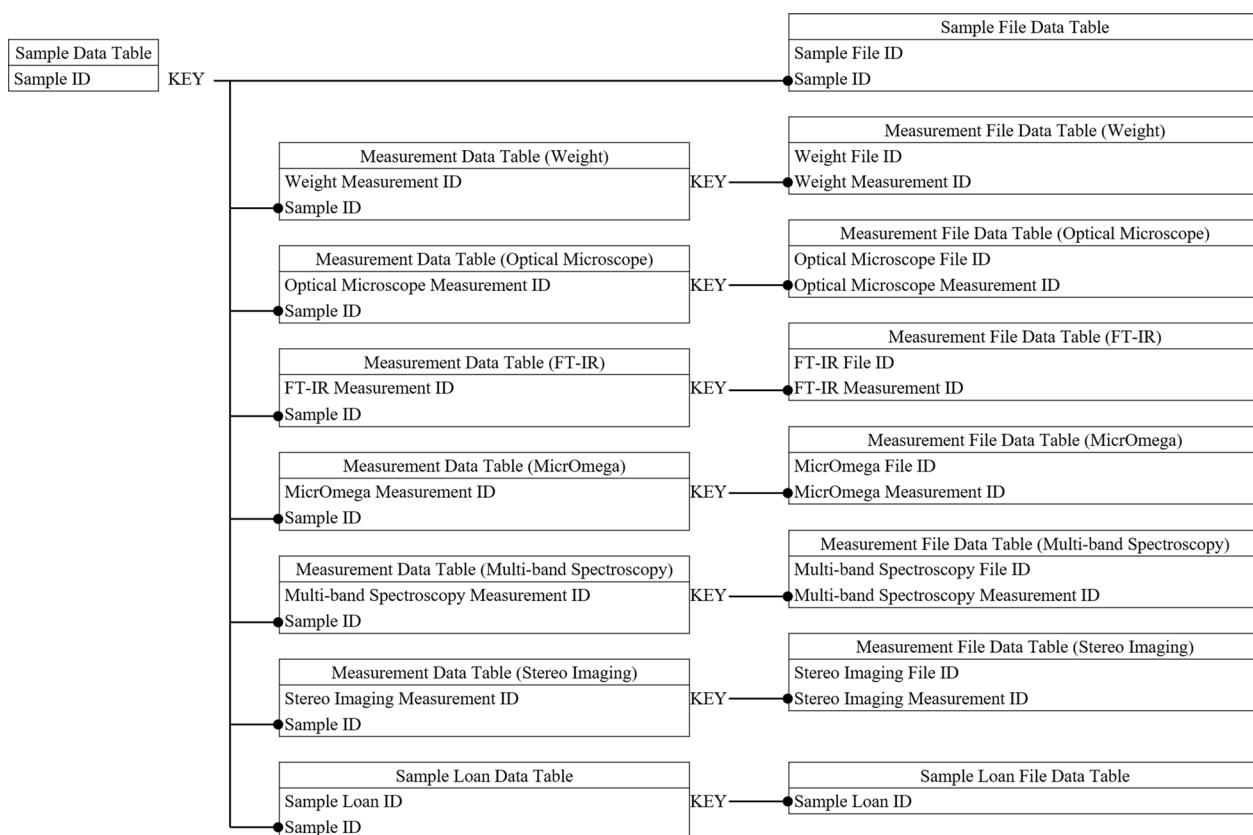 Sample Data Table
Sample ID
KEY
Sample File Data Table
Sample File ID
Sample ID
Measurement Data Table (Weight)
Weight Measurement ID
Sample ID
KEY
Measurement File Data Table (Weight)
Weight File ID
Weight Measurement ID
Measurement Data Table (Optical Microscope)
Optical Microscope Measurement ID
Sample ID
KEY
Measurement File Data Table (Optical Microscope)
Optical Microscope File ID
Optical Microscope Measurement ID
Measurement Data Table (FT-IR)
FT-IR Measurement ID
Sample ID
KEY
Measurement File Data Table (FT-IR)
FT-IR File ID
FT-IR Measurement ID
Measurement Data Table (MicrOmega)
MicrOmega Measurement ID
Sample ID
KEY
Measurement File Data Table (MicrOmega)
MicrOmega File ID
MicrOmega Measurement ID
Measurement Data Table (Multi-band Spectroscopy)
Multi-band Spectroscopy Measurement ID
Sample ID
KEY
Measurement File Data Table (Multi-band Spectroscopy)
Multi-band Spectroscopy File ID
Multi-band Spectroscopy Measurement ID
Measurement Data Table (Stereo Imaging)
Stereo Imaging Measurement ID
Sample ID
KEY
Measurement File Data Table (Stereo Imaging)
Stereo Imaging File ID
Stereo Imaging Measurement ID
Sample Loan Data Table
Sample Loan ID
Sample ID
KEY
Sample Loan File Data Table
Sample Loan ID